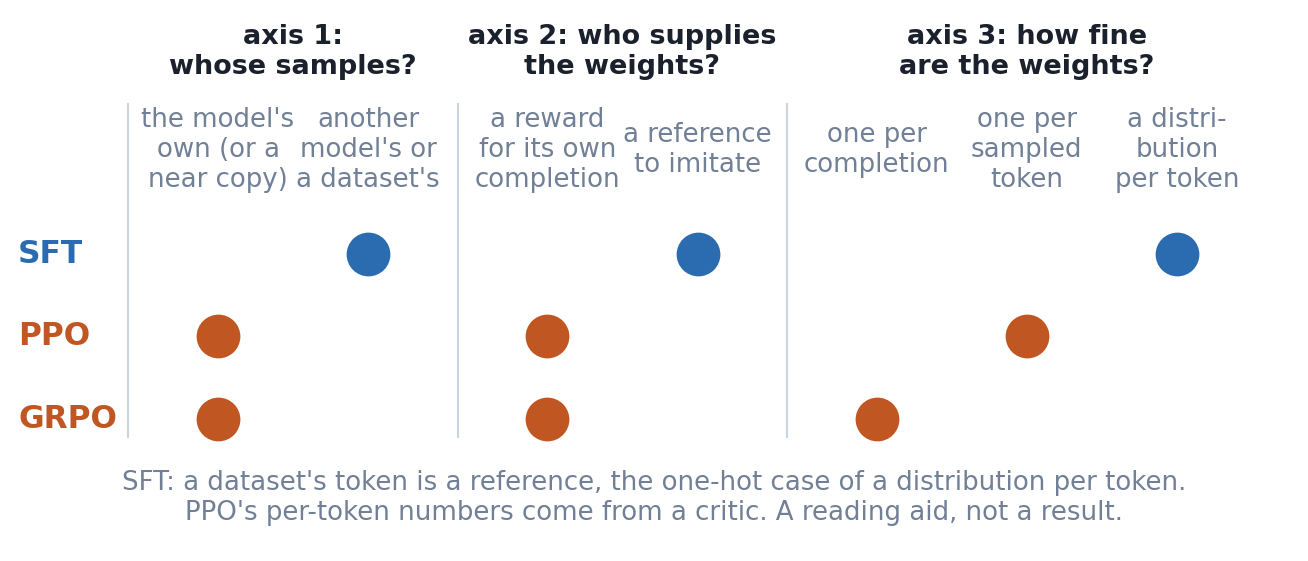 axis 1:
whose samples?
axis 2: who supplies
the weights?
axis 3: how fine
are the weights?
the model's
own (or a
near copy)
another
model's or
a dataset's
a reward
for its own
completion
a reference
to imitate
one per
completion
one per
sampled
token
a distri-
bution
per token
SFT
PPO
GRPO
SFT: a dataset's token is a reference, the one-hot case of a distribution per token.
PPO's per-token numbers come from a critic. A reading aid, not a result.